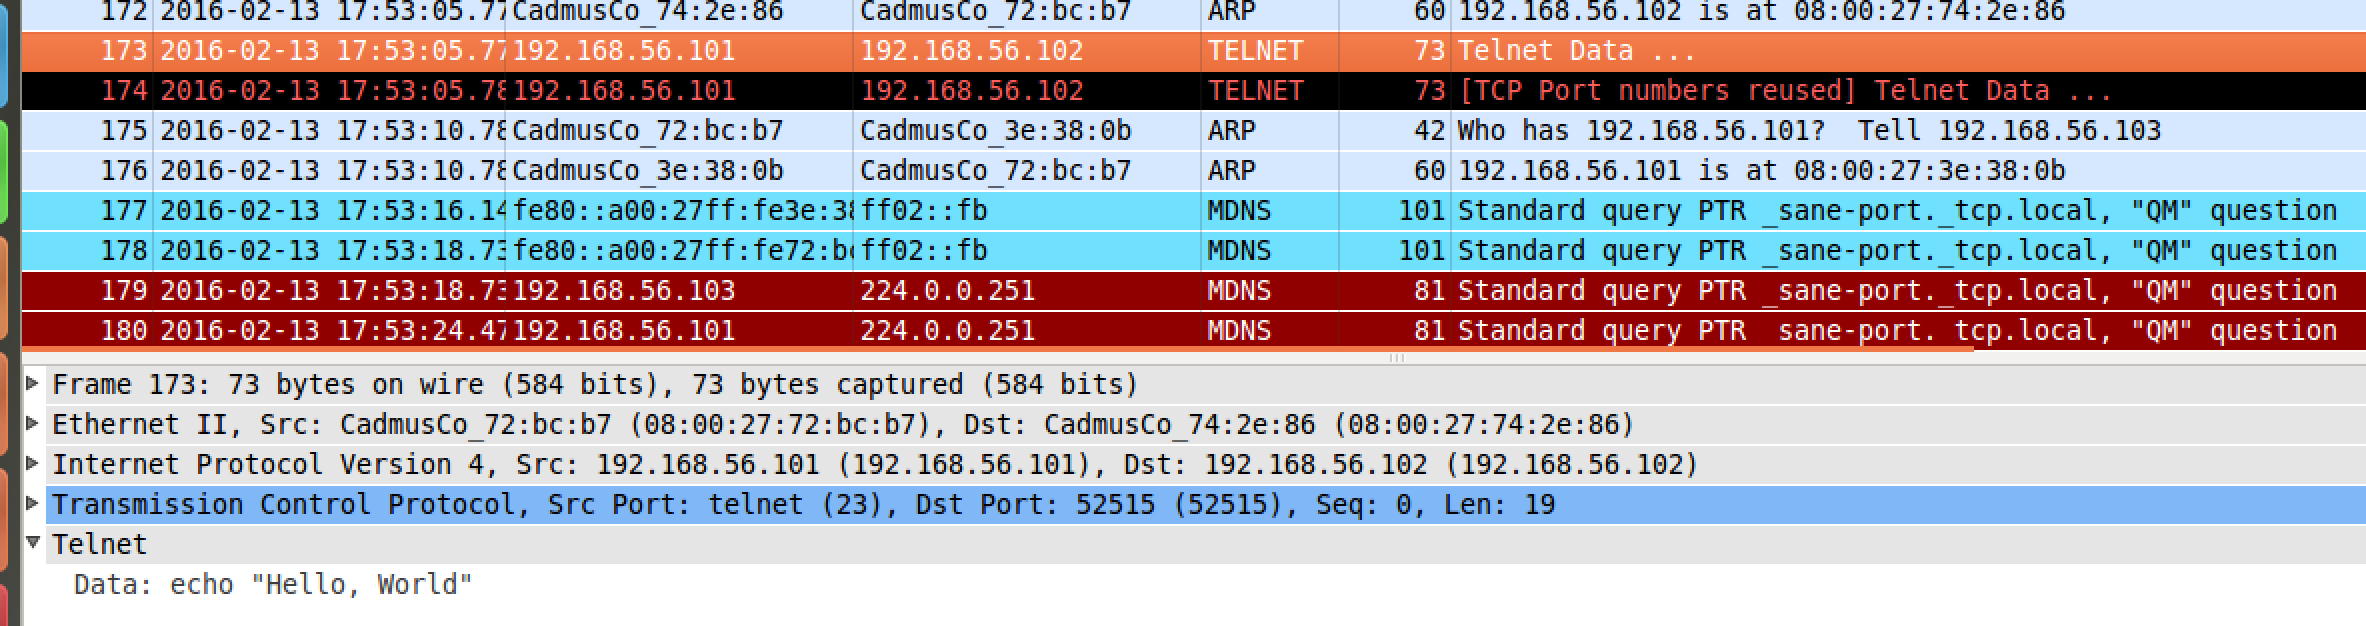 172 2016-02-13 17:53:05.77 CadmusCo_74:2e:86 CadmusCo_72:bc:b7 ARP 60 192.168.56.102 is at 08:00:27:74:2e:86
173 2016-02-13 17:53:05.77 192.168.56.101 192.168.56.102 TELNET 73 Telnet Data ...
174 2016-02-13 17:53:05.78 192.168.56.101 192.168.56.102 TELNET 73 [TCP Port numbers reused] Telnet Data ...
175 2016-02-13 17:53:10.78 CadmusCo_72:bc:b7 CadmusCo_3e:38:0b ARP 42 Who has 192.168.56.101?  Tell 192.168.56.103
176 2016-02-13 17:53:10.78 CadmusCo_3e:38:0b CadmusCo_72:bc:b7 ARP 60 192.168.56.101 is at 08:00:27:3e:38:0b
177 2016-02-13 17:53:16.14 fe80::a00:27ff:fe3e:38 ff02::fb MDNS 101 Standard query PTR _sane-port._tcp.local, "QM" question
178 2016-02-13 17:53:18.73 fe80::a00:27ff:fe72:bc ff02::fb MDNS 101 Standard query PTR _sane-port._tcp.local, "QM" question
179 2016-02-13 17:53:18.73 192.168.56.103 224.0.0.251 MDNS 81 Standard query PTR _sane-port._tcp.local, "QM" question
180 2016-02-13 17:53:24.47 192.168.56.101 224.0.0.251 MDNS 81 Standard query PTR _sane-port._tcp.local, "QM" question
Frame 173: 73 bytes on wire (584 bits), 73 bytes captured (584 bits)
Ethernet II, Src: CadmusCo_72:bc:b7 (08:00:27:72:bc:b7), Dst: CadmusCo_74:2e:86 (08:00:27:74:2e:86)
Internet Protocol Version 4, Src: 192.168.56.101 (192.168.56.101), Dst: 192.168.56.102 (192.168.56.102)
Transmission Control Protocol, Src Port: telnet (23), Dst Port: 52515 (52515), Seq: 0, Len: 19
Telnet
Data: echo "Hello, World"